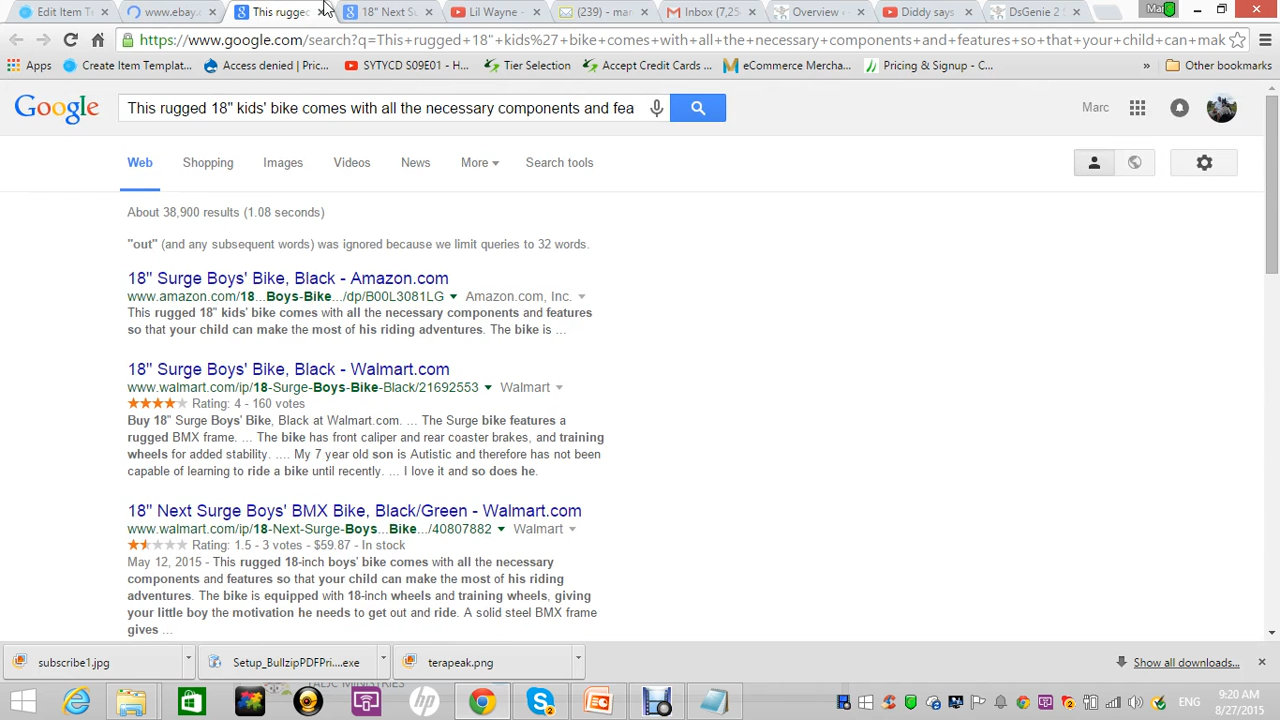 Edit Item Te
www.ebay.c
This rugged
18" Next Su
Lil Wayne -
(239) - mar
Inbox (7,25
Overview -
Diddy says
DsGenie 2
https://www.google.com/search?q=This+rugged+18"+kids%27+bike+comes+with+all+the+necessary+components+and+features+so+that+your+child+can+mak
Apps
Create Item Templat...
Access denied | Pric...
SYTYCD S09E01 - H...
Tier Selection
Accept Credit Cards ...
eCommerce Mercha...
Pricing & Signup - C...
»
Other bookmarks
Google
This rugged 18" kids' bike comes with all the necessary components and fea
Marc
Web
Shopping
Images
Videos
News
More
Search tools
About 38,900 results (1.08 seconds)
"out" (and any subsequent words) was ignored because we limit queries to 32 words.
18" Surge Boys' Bike, Black - Amazon.com
www.amazon.com/18...Boys-Bike.../dp/B00L3081LG Amazon.com, Inc.
This rugged 18" kids' bike comes with all the necessary components and features
so that your child can make the most of his riding adventures. The bike is ...
18" Surge Boys' Bike, Black - Walmart.com
www.walmart.com/ip/18-Surge-Boys-Bike-Black/21692553 Walmart
Rating: 4 - 160 votes
Buy 18" Surge Boys' Bike, Black at Walmart.com. ... The Surge bike features a
rugged BMX frame. ... The bike has front caliper and rear coaster brakes, and training
wheels for added stability. .... My 7 year old son is Autistic and therefore has not been
capable of learning to ride a bike until recently. ... I love it and so does he.
18" Next Surge Boys' BMX Bike, Black/Green - Walmart.com
www.walmart.com/ip/18-Next-Surge-Boys...Bike.../40807882 Walmart
Rating: 1.5 - 3 votes - $59.87 - In stock
May 12, 2015 - This rugged 18-inch boys' bike comes with all the necessary
components and features so that your child can make the most of his riding
adventures. The bike is equipped with 18-inch wheels and training wheels, giving
your little boy the motivation he needs to get out and ride. A solid steel BMX frame
gives ...
subscribe1.jpg
Setup_BullzipPDFPri....exe
terapeak.png
Show all downloads...
hp
ENG
9:20 AM
8/27/2015